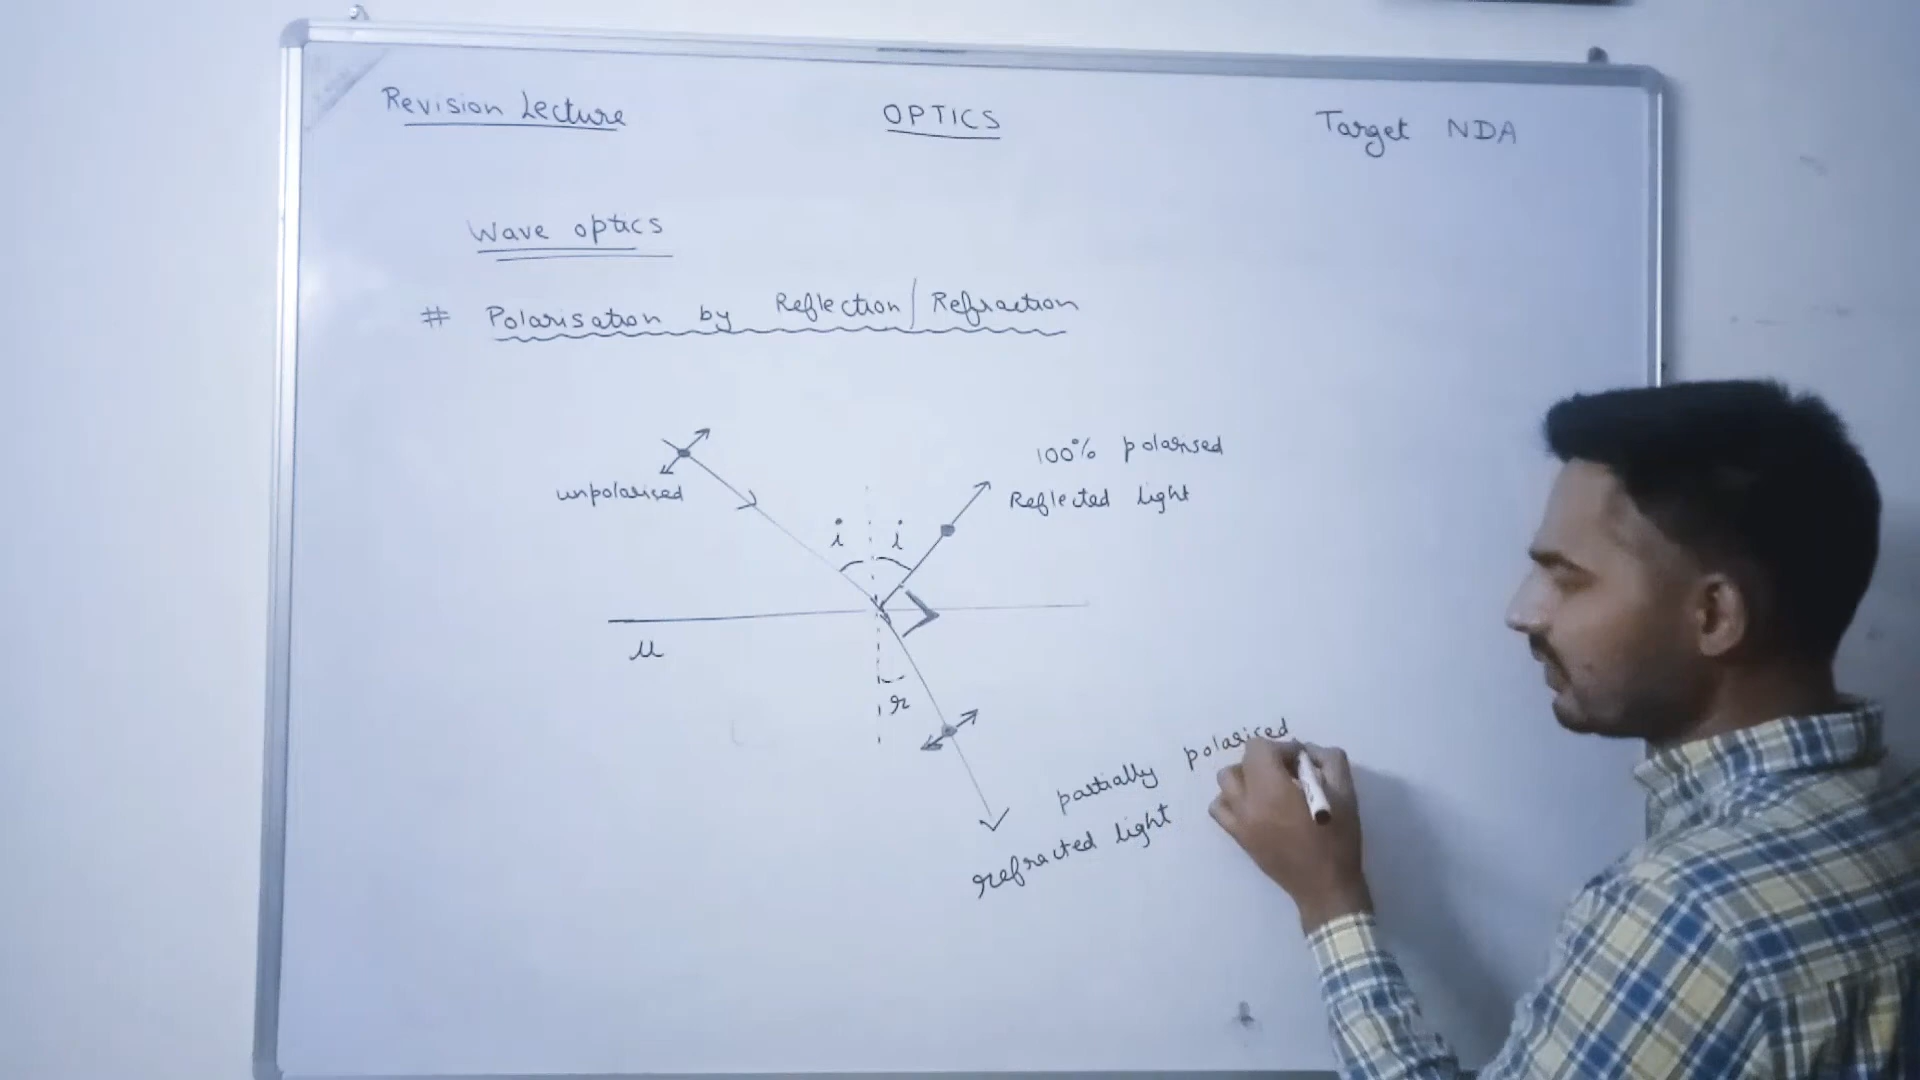 Revision Lecture
OPTICS
Target NDA
Wave optics
# Polarisation by Reflection/Refraction
unpolarised
100% polarised
Reflected light
i i
μ
r
partially polarised
refracted light